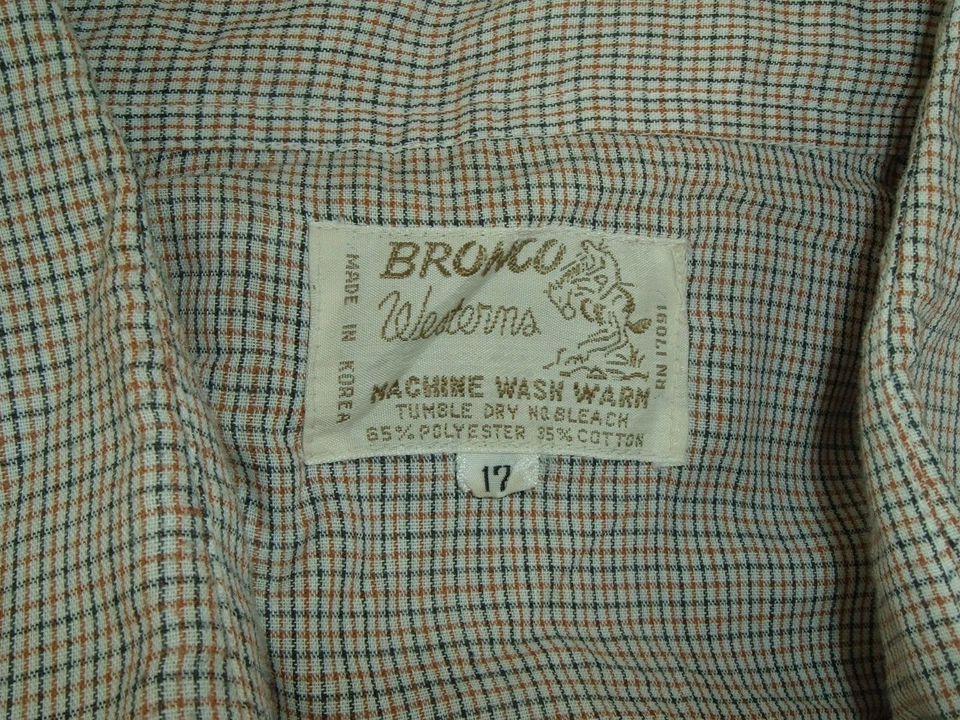 BRONCO
Westerns
MADE IN KOREA
RN 17091
MACHINE WASH WARM
TUMBLE DRY NO BLEACH
65% POLYESTER 35% COTTON
17